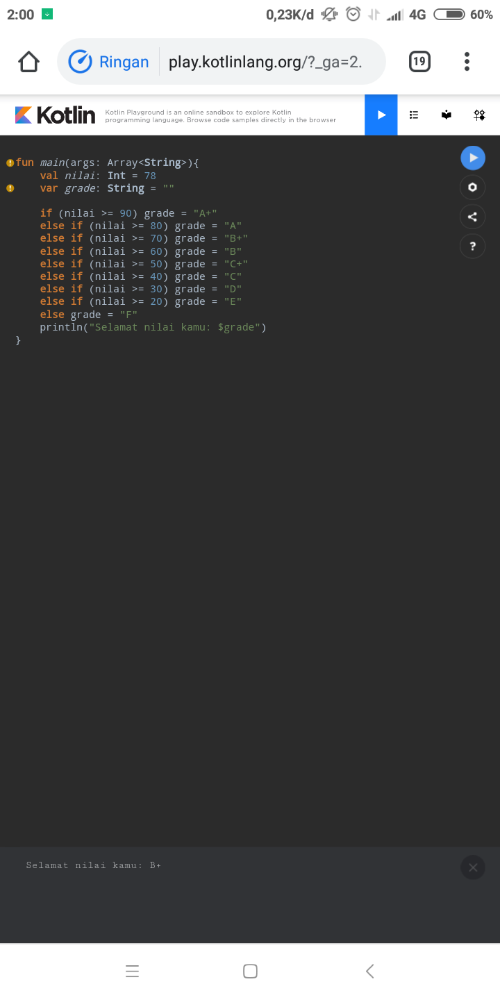 2:00 0,23K/d 4G 60%
Ringan play.kotlinlang.org/?_ga=2. 19
Kotlin
Kotlin Playground is an online sandbox to explore Kotlin
programming language. Browse code samples directly in the browser
fun main(args: Array<String>){
    val nilai: Int = 78
    var grade: String = ""
    if (nilai >= 90) grade = "A+"
    else if (nilai >= 80) grade = "A"
    else if (nilai >= 70) grade = "B+"
    else if (nilai >= 60) grade = "B"
    else if (nilai >= 50) grade = "C+"
    else if (nilai >= 40) grade = "C"
    else if (nilai >= 30) grade = "D"
    else if (nilai >= 20) grade = "E"
    else grade = "F"
    println("Selamat nilai kamu: $grade")
}
?
Selamat nilai kamu: B+